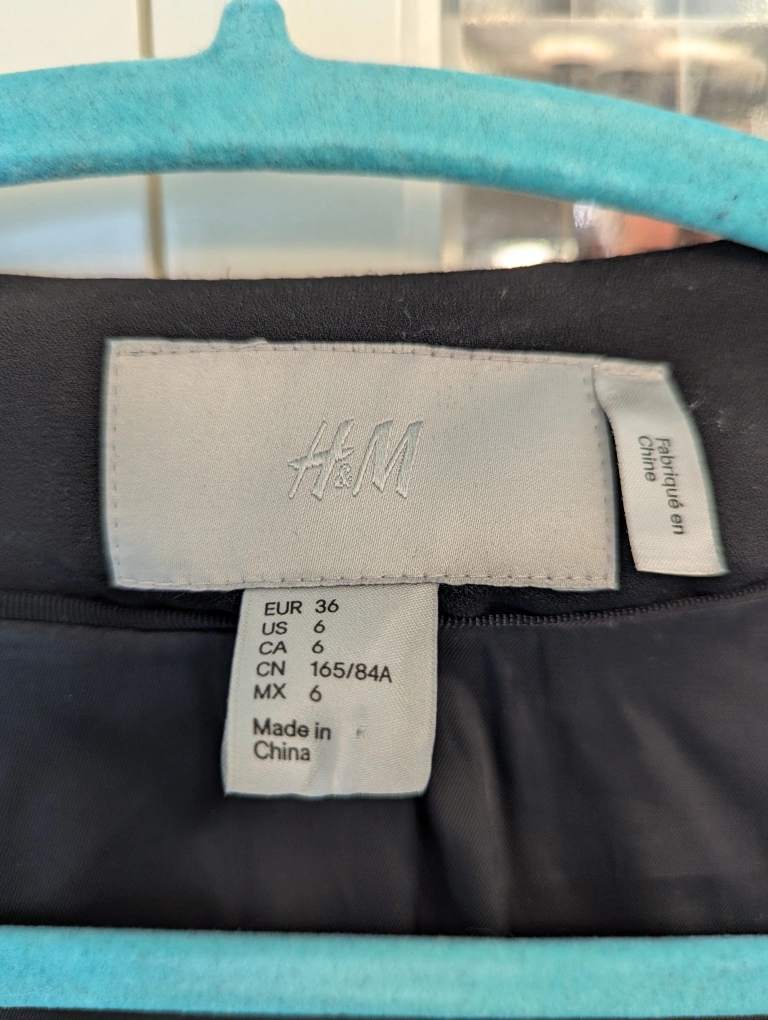 H&M
Fabriqué en
Chine
EUR 36
US 6
CA 6
CN 165/84A
MX 6
Made in
China